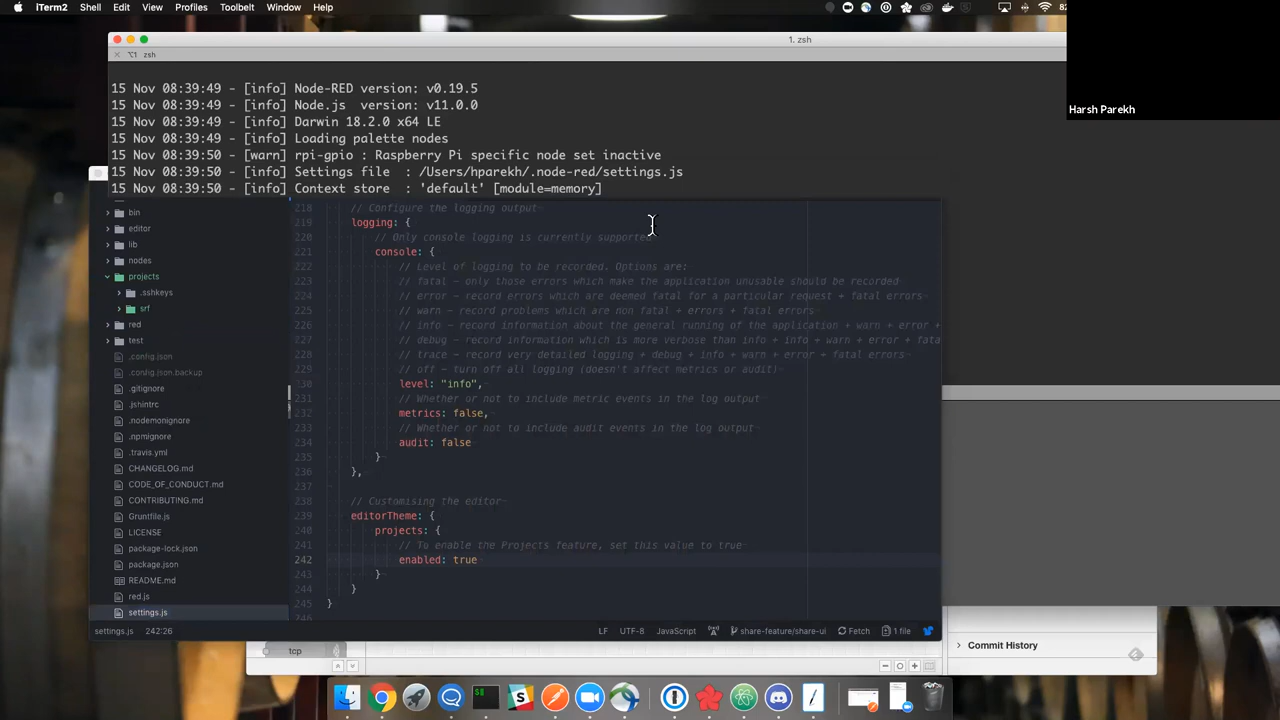 iTerm2 Shell Edit View Profiles Toolbelt Window Help
1. zsh
⌥1 zsh
Harsh Parekh
15 Nov 08:39:49 - [info] Node-RED version: v0.19.5
15 Nov 08:39:49 - [info] Node.js  version: v11.0.0
15 Nov 08:39:49 - [info] Darwin 18.2.0 x64 LE
15 Nov 08:39:49 - [info] Loading palette nodes
15 Nov 08:39:50 - [warn] rpi-gpio : Raspberry Pi specific node set inactive
15 Nov 08:39:50 - [info] Settings file  : /Users/hparekh/.node-red/settings.js
15 Nov 08:39:50 - [info] Context store  : 'default' [module=memory]
bin
editor
lib
nodes
projects
.sshkeys
srf
red
test
.config.json
.config.json.backup
.gitignore
.jshintrc
.nodemonignore
.npmignore
.travis.yml
CHANGELOG.md
CODE_OF_CONDUCT.md
CONTRIBUTING.md
Gruntfile.js
LICENSE
package-lock.json
package.json
README.md
red.js
settings.js
218 // Configure the logging output
219 logging: {
220 // Only console logging is currently supported
221 console: {
222 // Level of logging to be recorded. Options are:
223 // fatal - only those errors which make the application unusable should be recorded
224 // error - record errors which are deemed fatal for a particular request + fatal errors
225 // warn - record problems which are non fatal + errors + fatal errors
226 // info - record information about the general running of the application + warn + error +
227 // debug - record information which is more verbose than info + info + warn + error + fata
228 // trace - record very detailed logging + debug + info + warn + error + fatal errors
229 // off - turn off all logging (doesn't affect metrics or audit)
230 level: "info",
231 // Whether or not to include metric events in the log output
232 metrics: false,
233 // Whether or not to include audit events in the log output
234 audit: false
235 }
236 },
237
238 // Customising the editor
239 editorTheme: {
240 projects: {
241 // To enable the Projects feature, set this value to true
242 enabled: true
243 }
244 }
245 }
246
settings.js 242:26 LF UTF-8 JavaScript share-feature/share-ui Fetch 1 file
tcp
Commit History